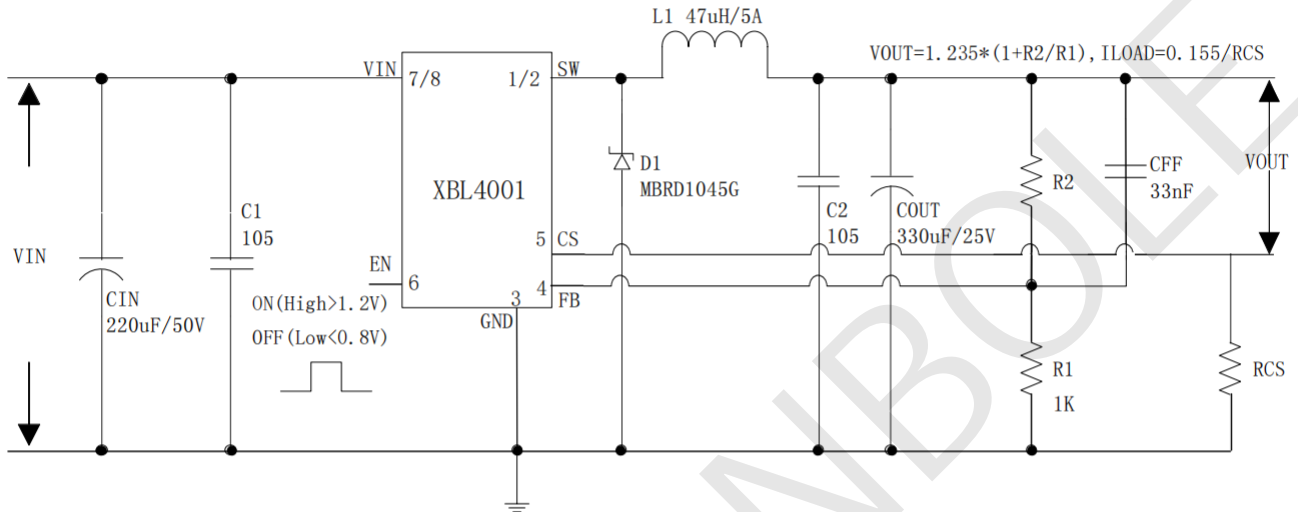 L1 47uH/5A
VOUT=1.235*(1+R2/R1), ILOAD=0.155/RCS
VIN
7/8
1/2
SW
XBL4001
D1
MBRD1045G
R2
CFF
33nF
VOUT
C1
105
C2
105
COUT
330uF/25V
5
CS
VIN
EN
6
4
FB
3
GND
CIN
220uF/50V
ON(High>1.2V)
OFF(Low<0.8V)
R1
1K
RCS
NBOLE